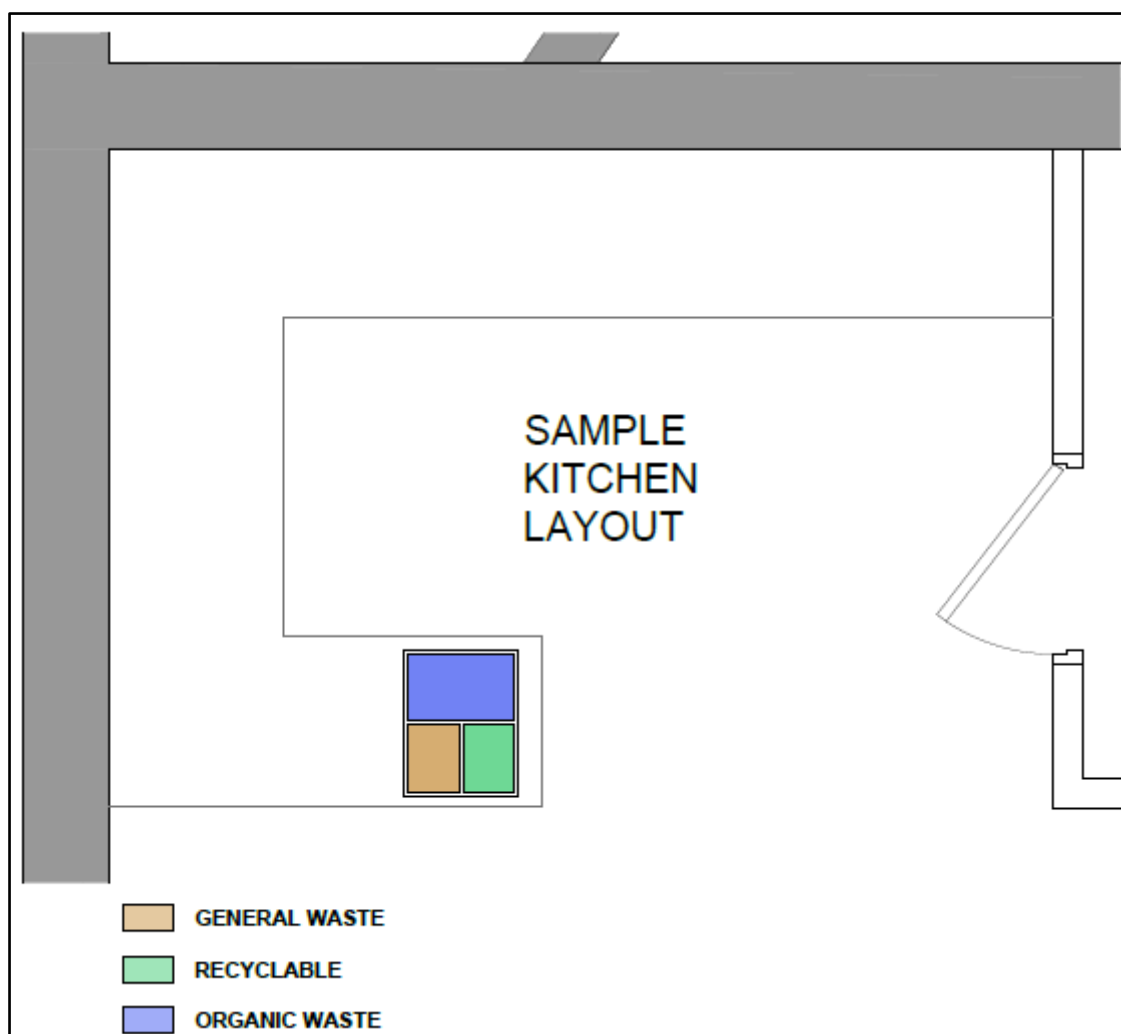 SAMPLE
KITCHEN
LAYOUT
GENERAL WASTE
RECYCLABLE
ORGANIC WASTE